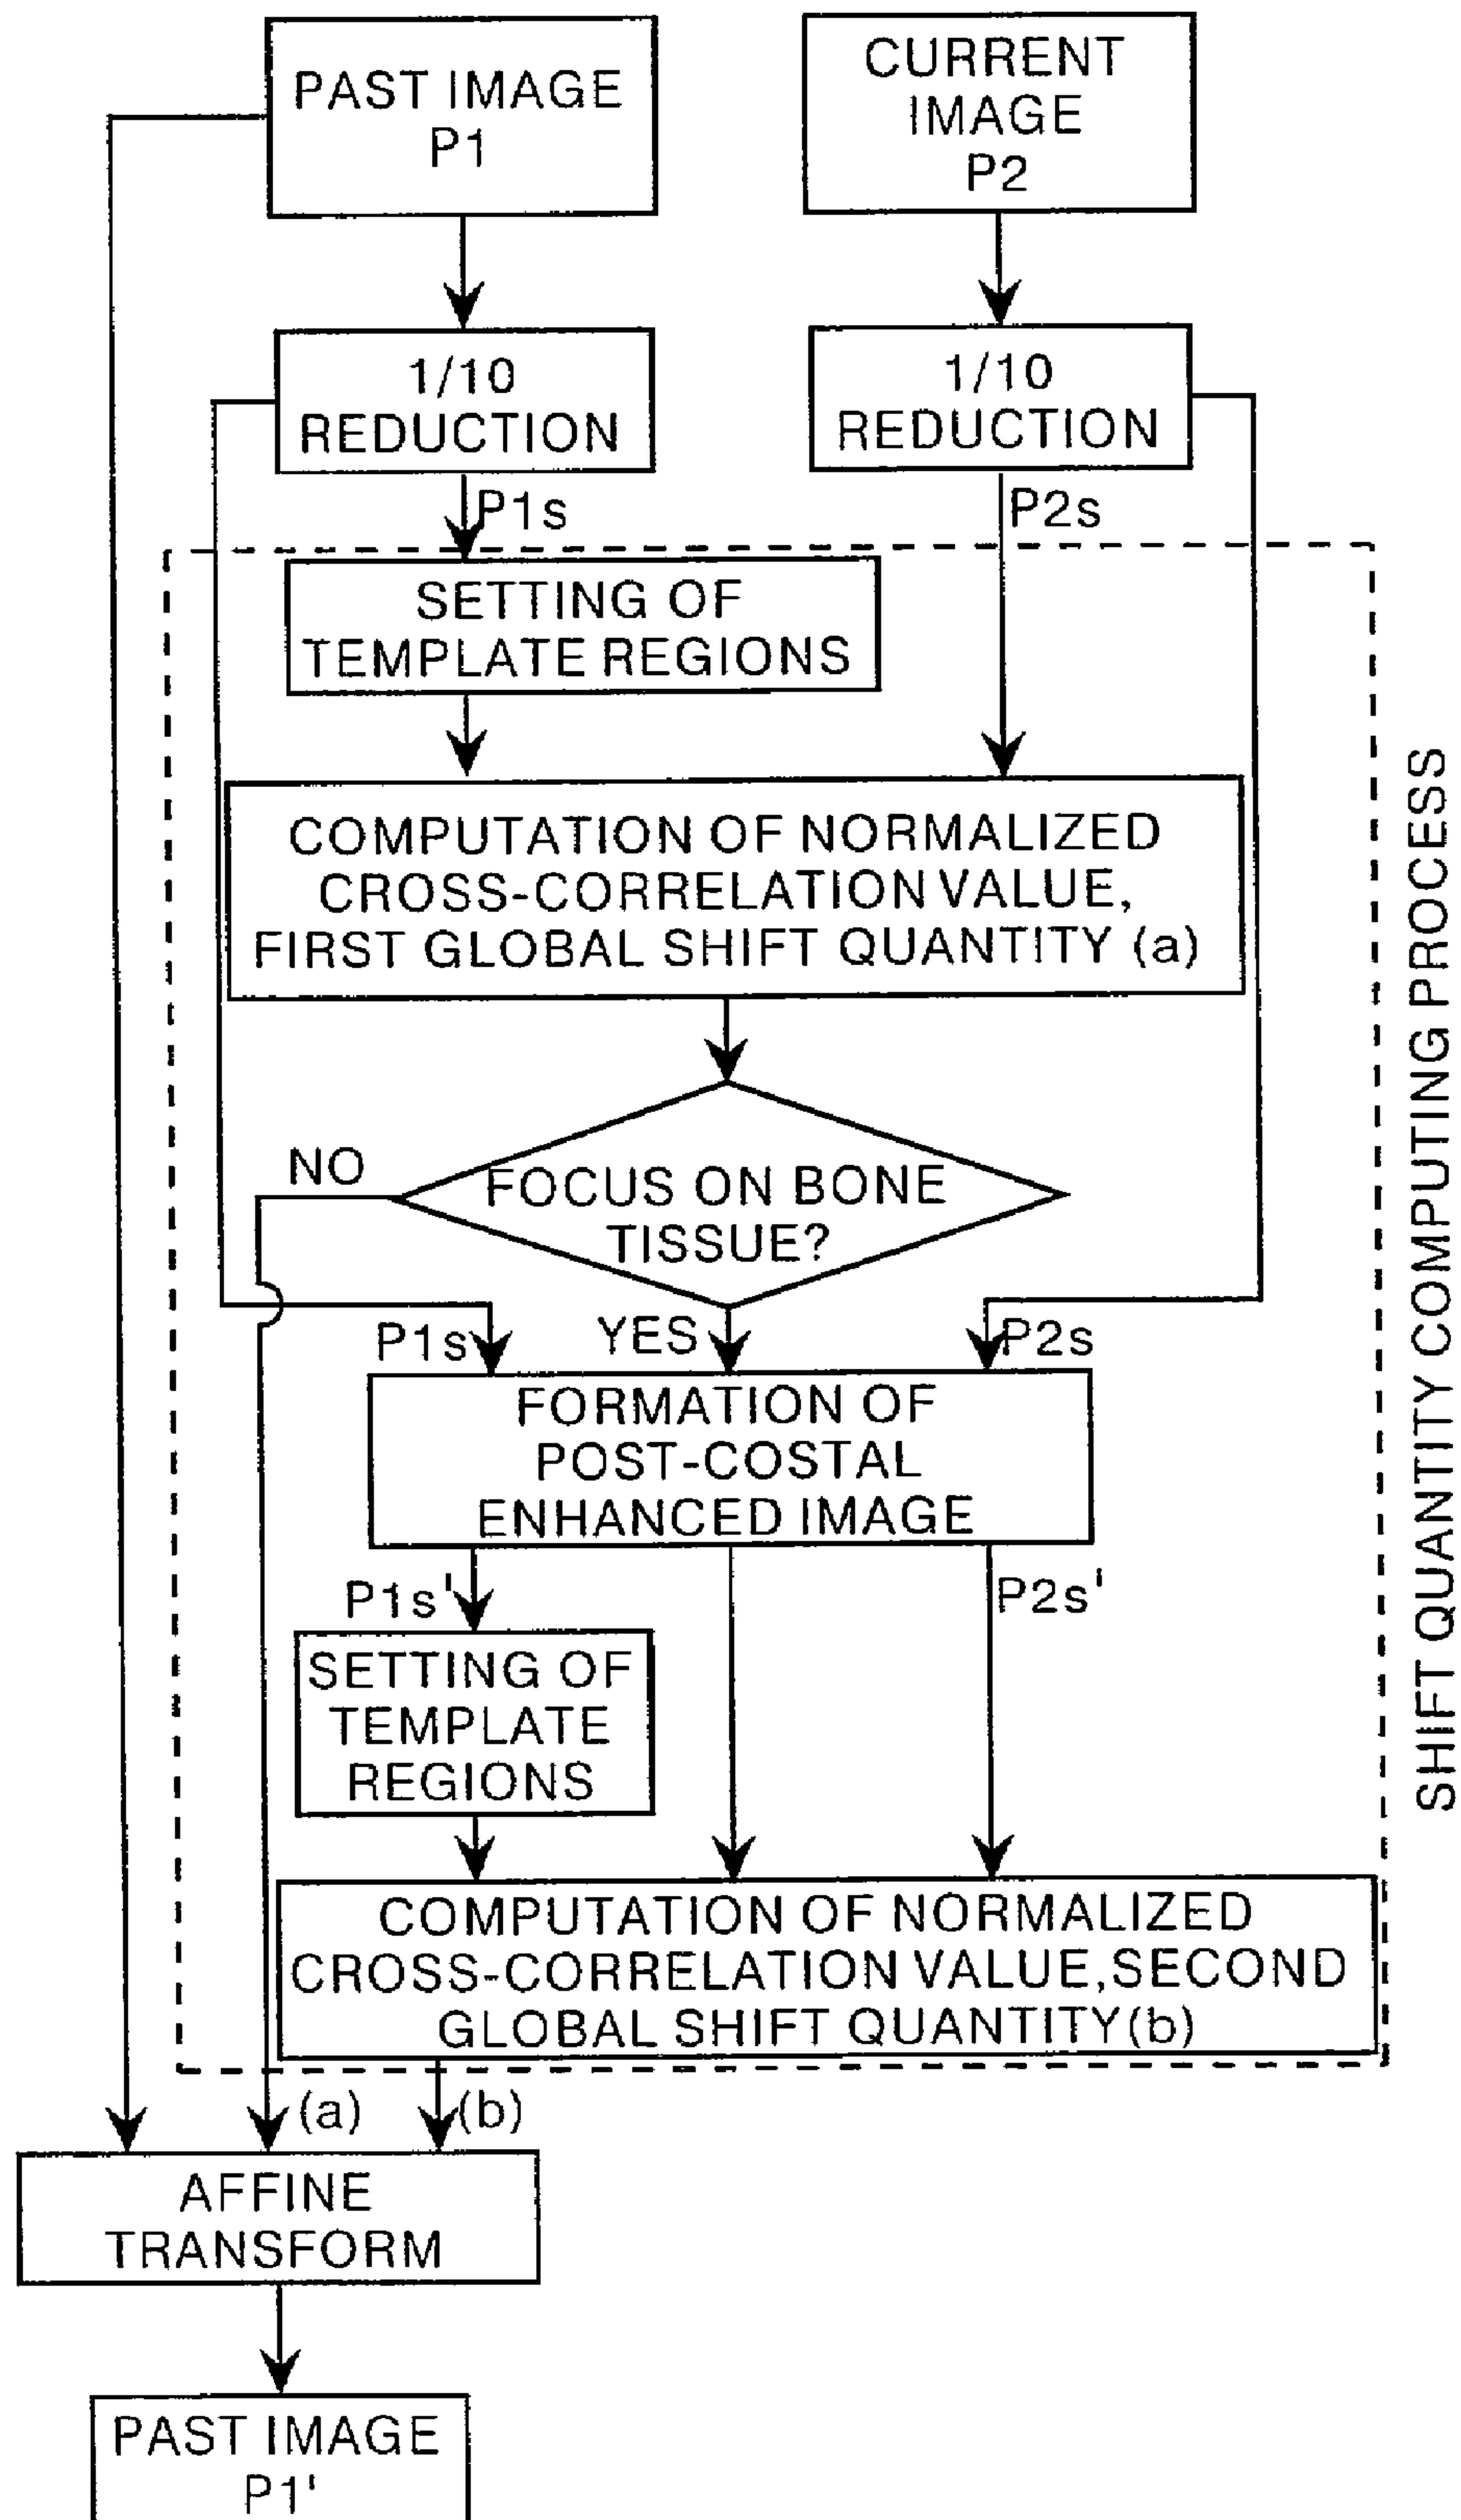 PAST IMAGE
P1
CURRENT
IMAGE
P2
1/10
REDUCTION
1/10
REDUCTION
P1s
P2s
SETTING OF
TEMPLATE REGIONS
COMPUTATION OF NORMALIZED
CROSS-CORRELATION VALUE,
FIRST GLOBAL SHIFT QUANTITY (a)
NO
FOCUS ON BONE
TISSUE?
P1s
YES
P2s
FORMATION OF
POST-COSTAL
ENHANCED IMAGE
P1s'
P2s'
SETTING OF
TEMPLATE
REGIONS
COMPUTATION OF NORMALIZED
CROSS-CORRELATION VALUE,SECOND
GLOBAL SHIFT QUANTITY(b)
SHIFT QUANTITY COMPUTING PROCESS
(a)
(b)
AFFINE
TRANSFORM
PAST IMAGE
P1'